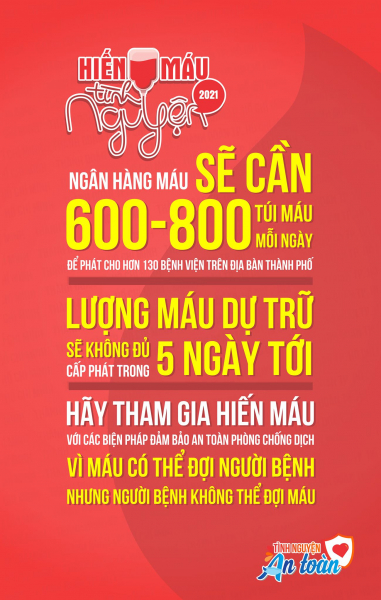 HIẾN MÁU
tình
nguyện
2021
NGÂN HÀNG MÁU SẼ CẦN
600-800 TÚI MÁU
MỖI NGÀY
ĐỂ PHÁT CHO HƠN 130 BỆNH VIỆN TRÊN ĐỊA BÀN THÀNH PHỐ
LƯỢNG MÁU DỰ TRỮ
SẼ KHÔNG ĐỦ
CẤP PHÁT TRONG 5 NGÀY TỚI
HÃY THAM GIA HIẾN MÁU
VỚI CÁC BIỆN PHÁP ĐẢM BẢO AN TOÀN PHÒNG CHỐNG DỊCH
VÌ MÁU CÓ THỂ ĐỢI NGƯỜI BỆNH
NHƯNG NGƯỜI BỆNH KHÔNG THỂ ĐỢI MÁU
TÌNH NGUYỆN
An toàn